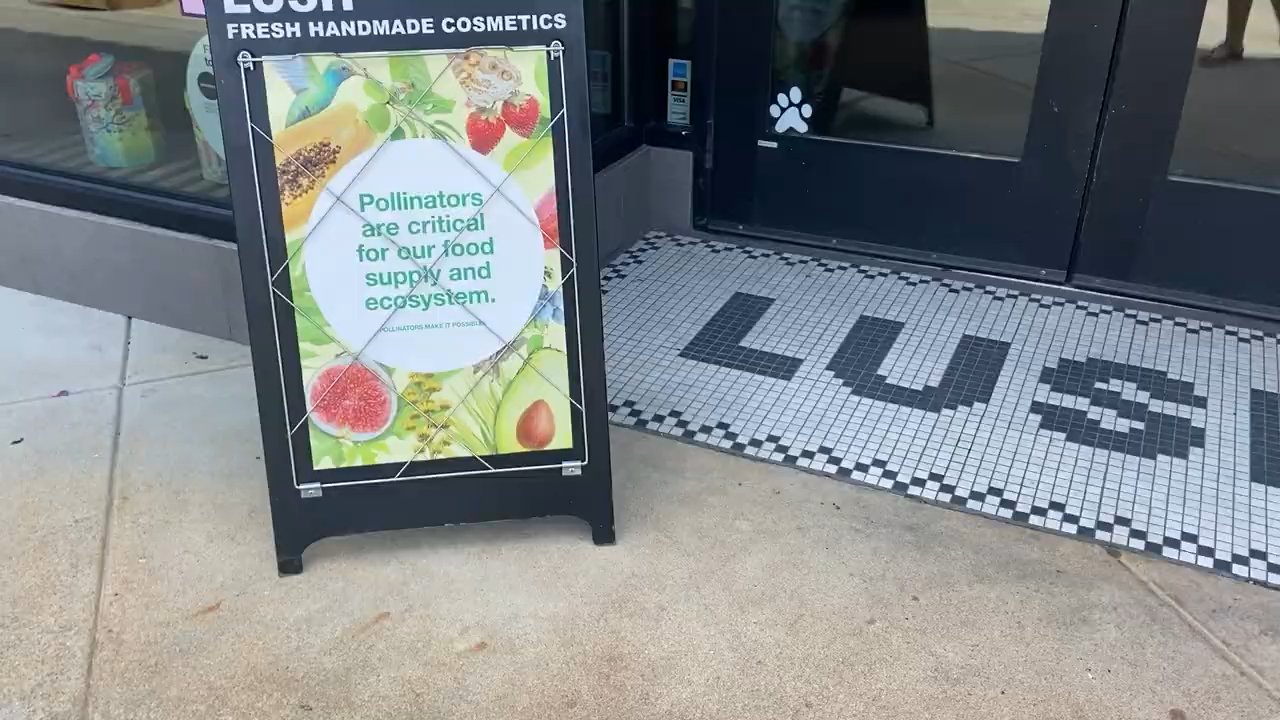 LUSH
FRESH HANDMADE COSMETICS
Pollinators
are critical
for our food
supply and
ecosystem.
POLLINATORS MAKE IT POSSIBLE
VISA
LUS